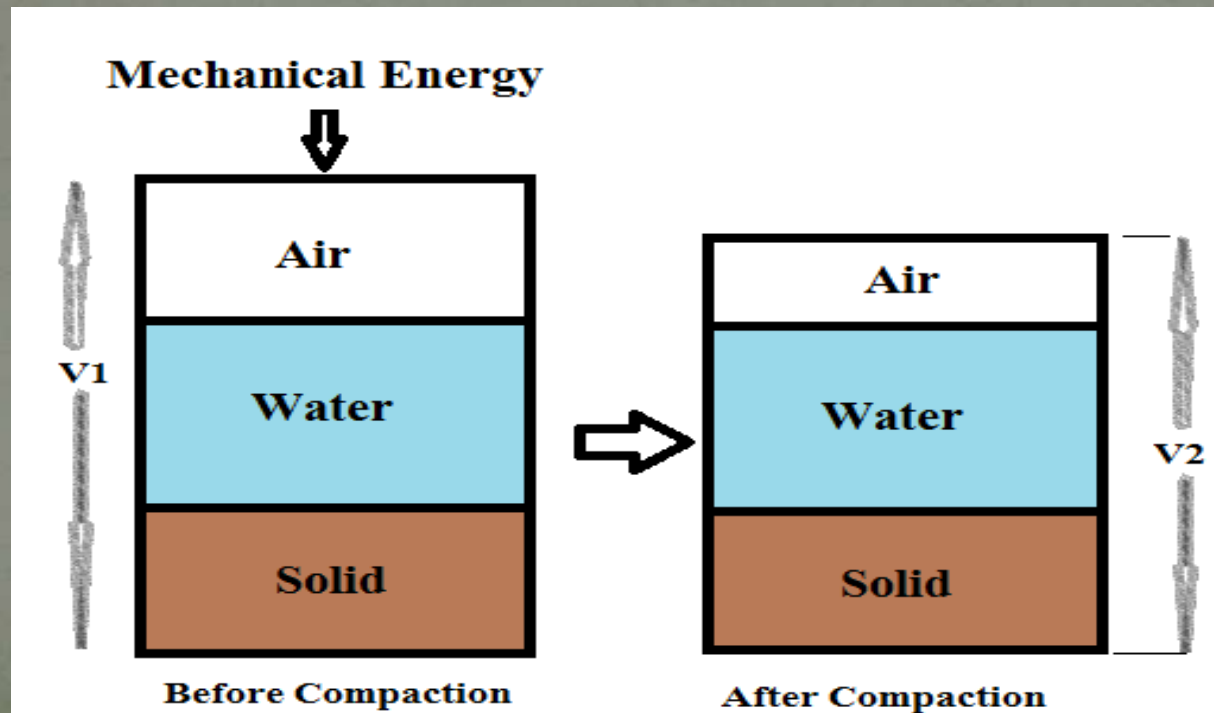 Mechanical Energy
Air
Water
Solid
V1
Before Compaction
Air
Water
Solid
V2
After Compaction